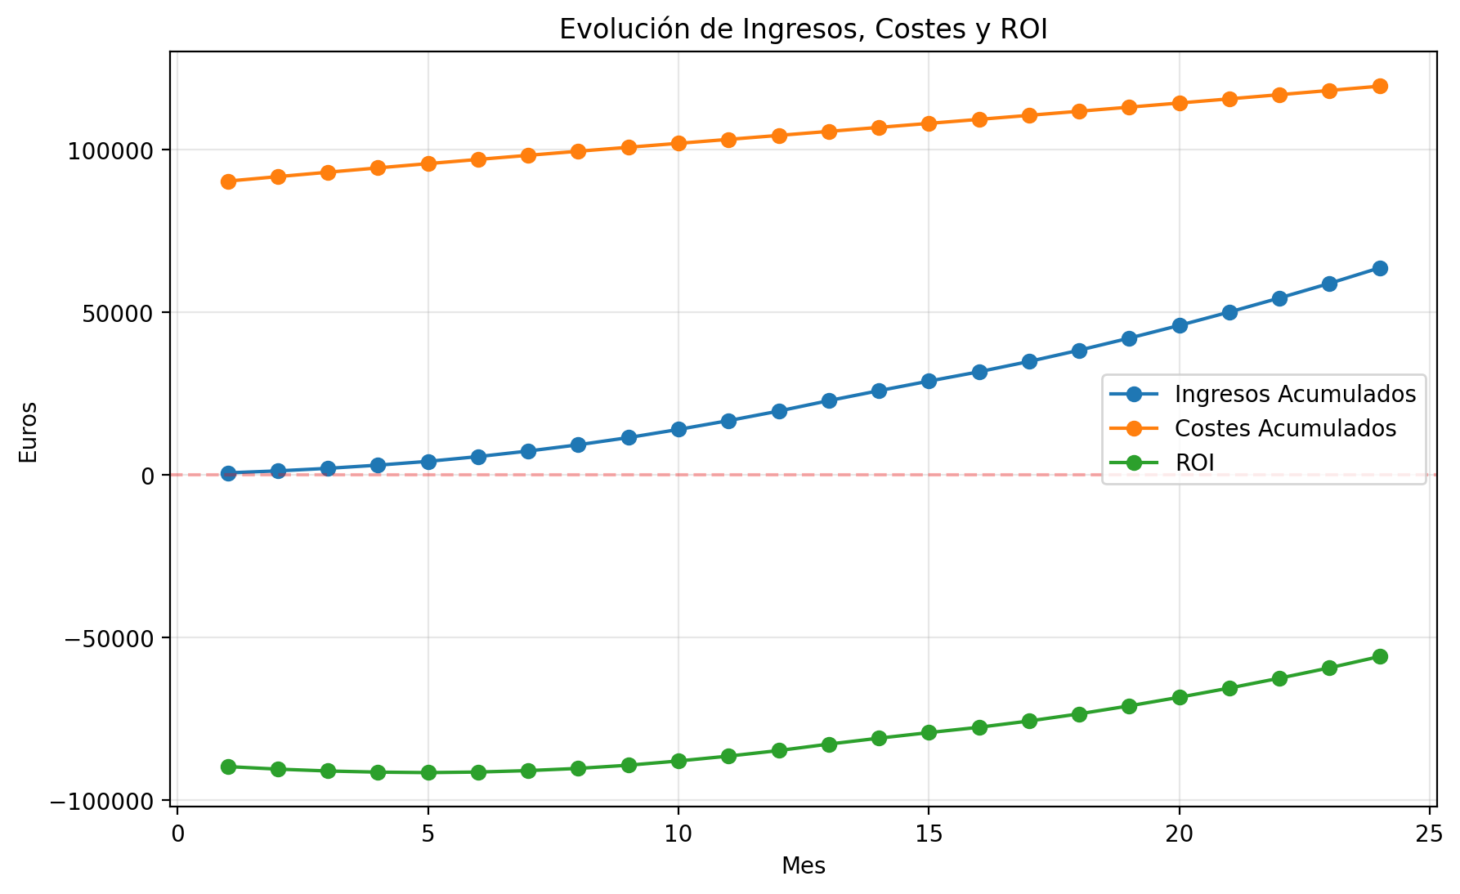 Evolución de Ingresos, Costes y ROI
100000
50000
0
−50000
−100000
Euros
Ingresos Acumulados
Costes Acumulados
ROI
0 5 10 15 20 25
Mes